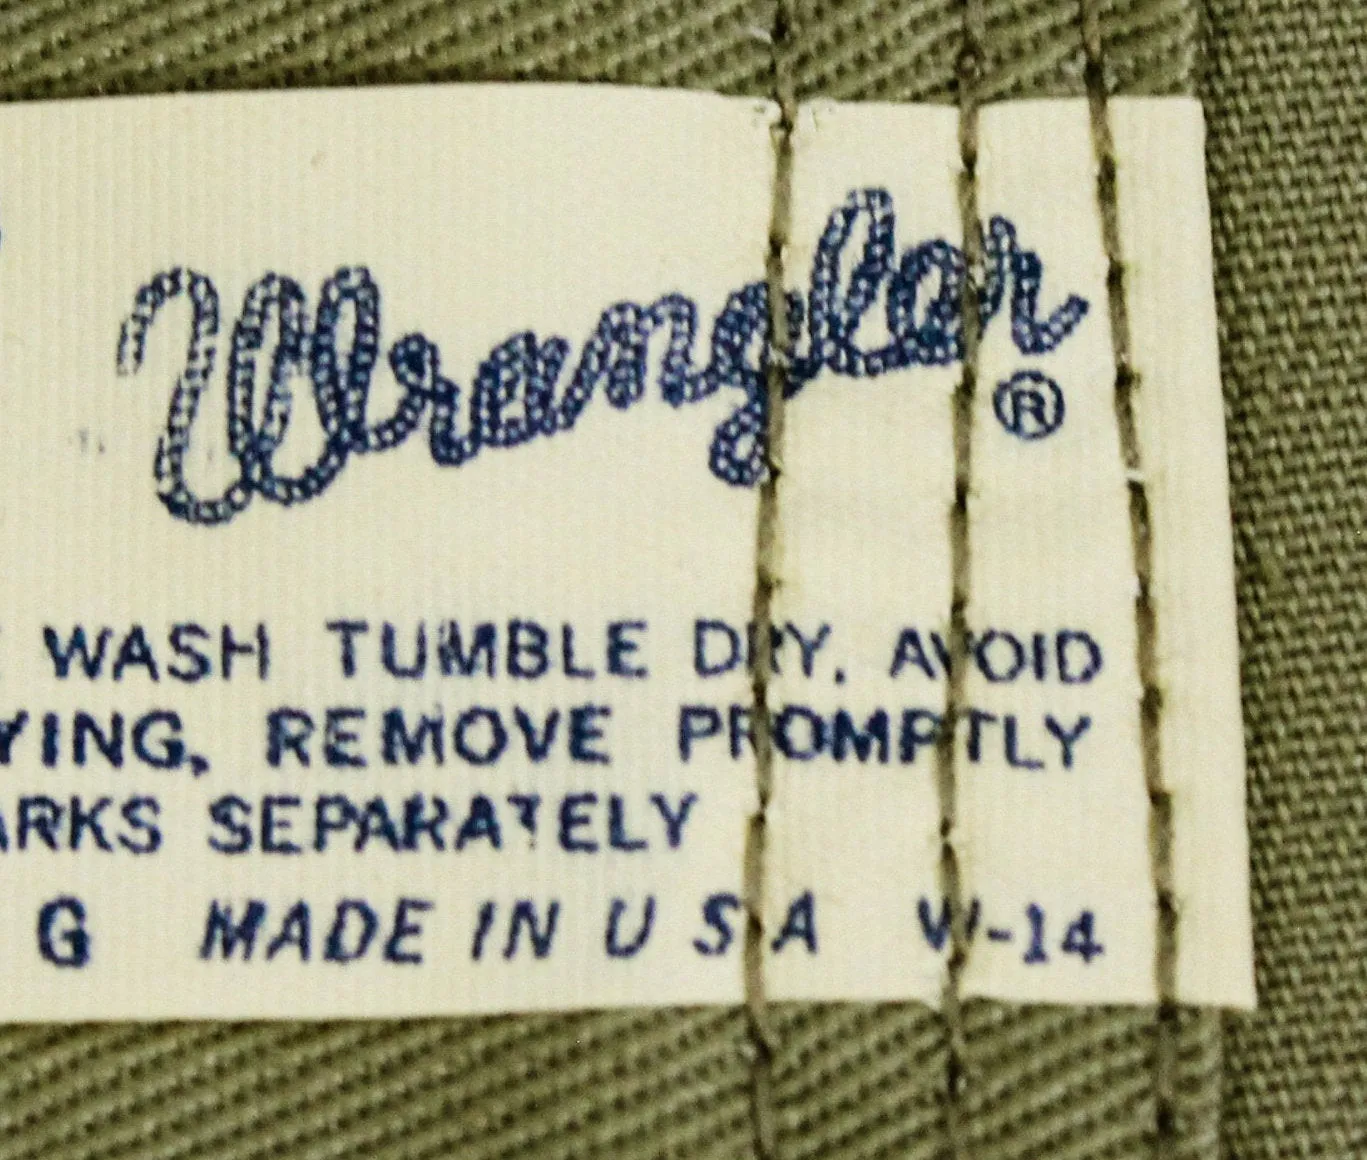 Wrangler
®
WASH TUMBLE DRY. AVOID
YING, REMOVE PROMPTLY
ARKS SEPARATELY
G MADE IN U S A W-14